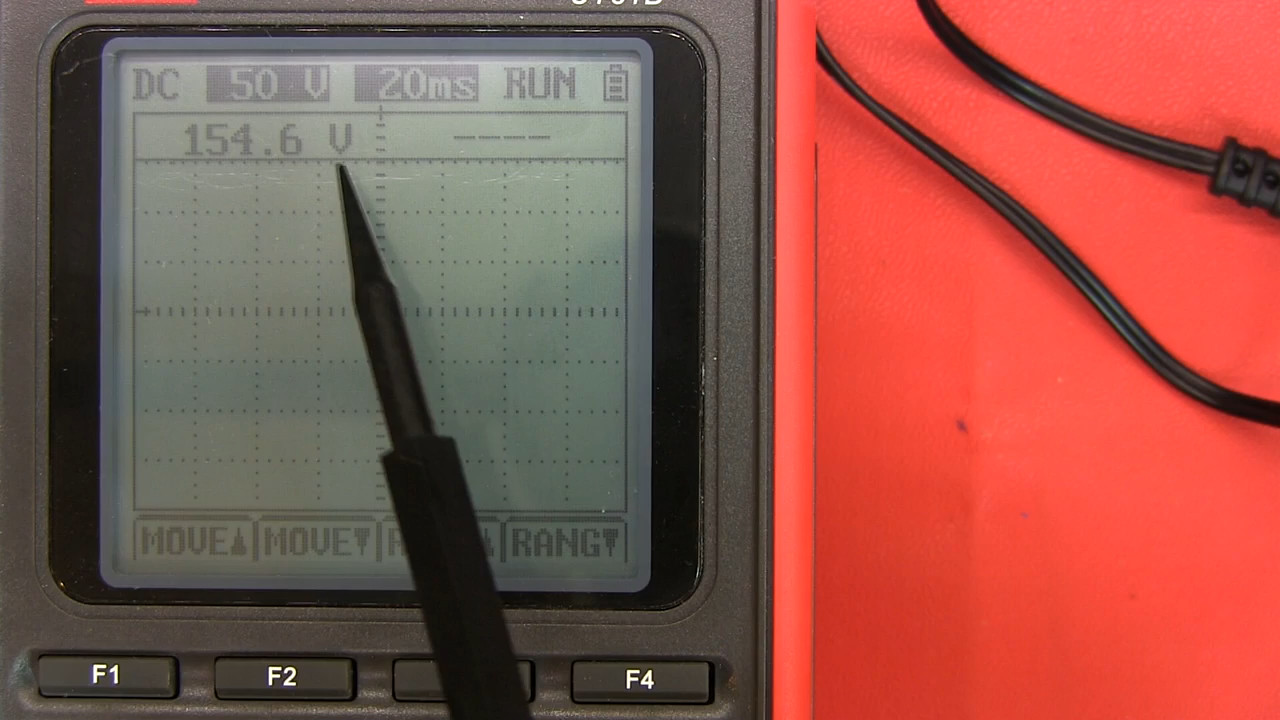 DC 50 V 20ms RUN
154.6 V ----
MOVE▲ MOVE▼ RANG▼
F1 F2 F4